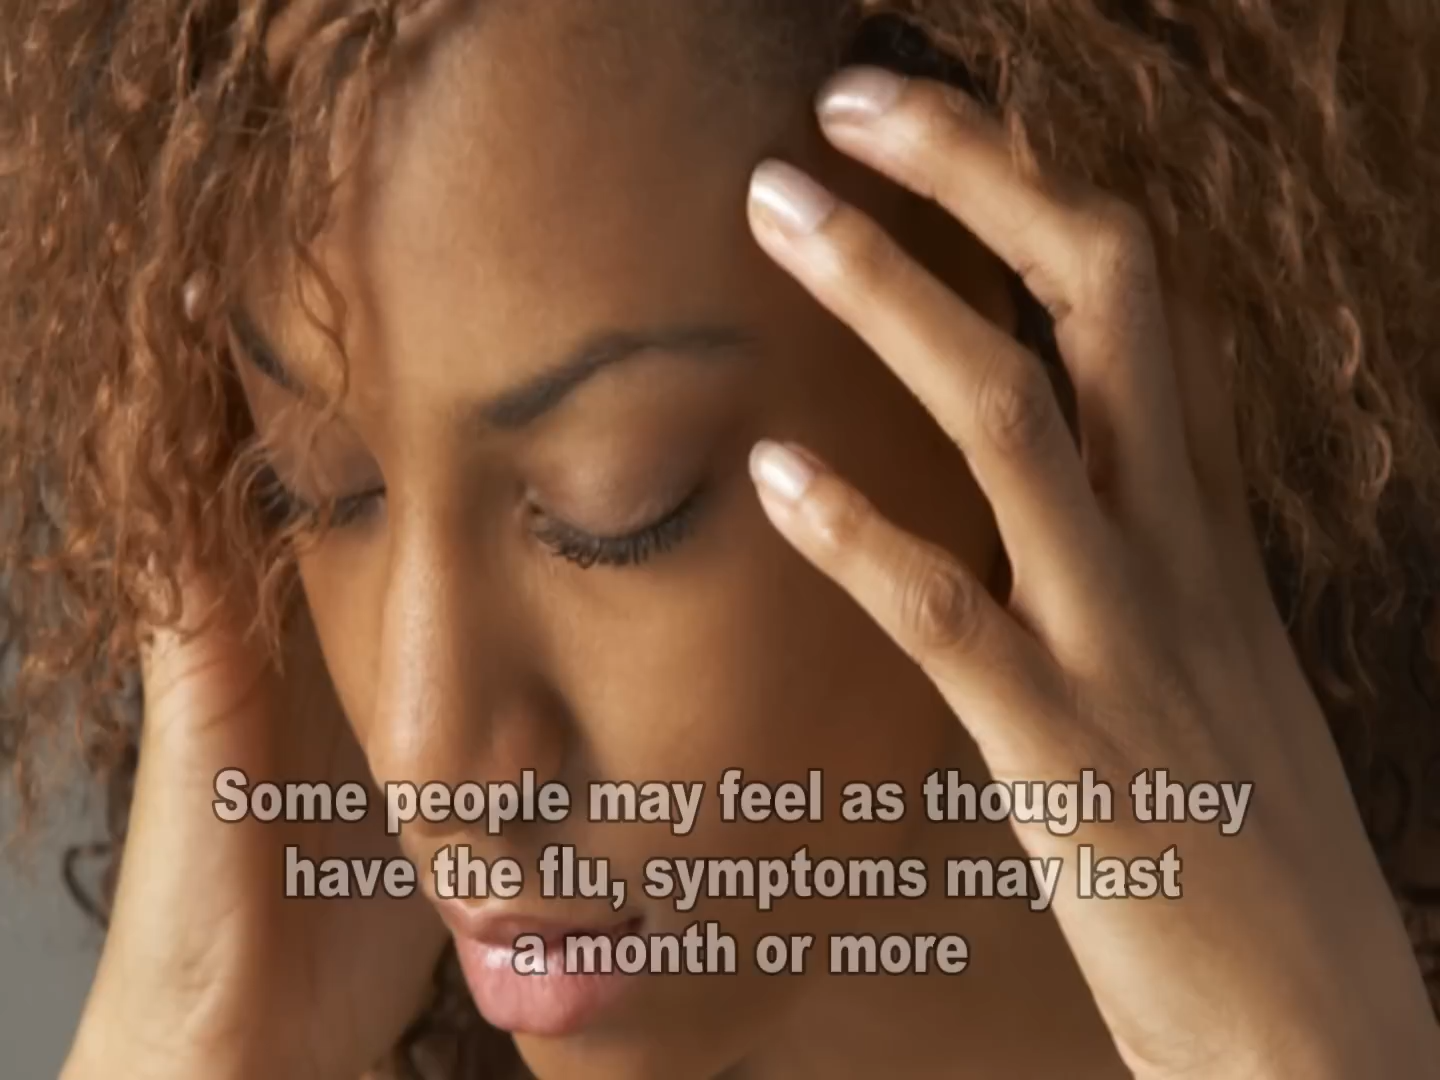 Some people may feel as though they
have the flu, symptoms may last
a month or more